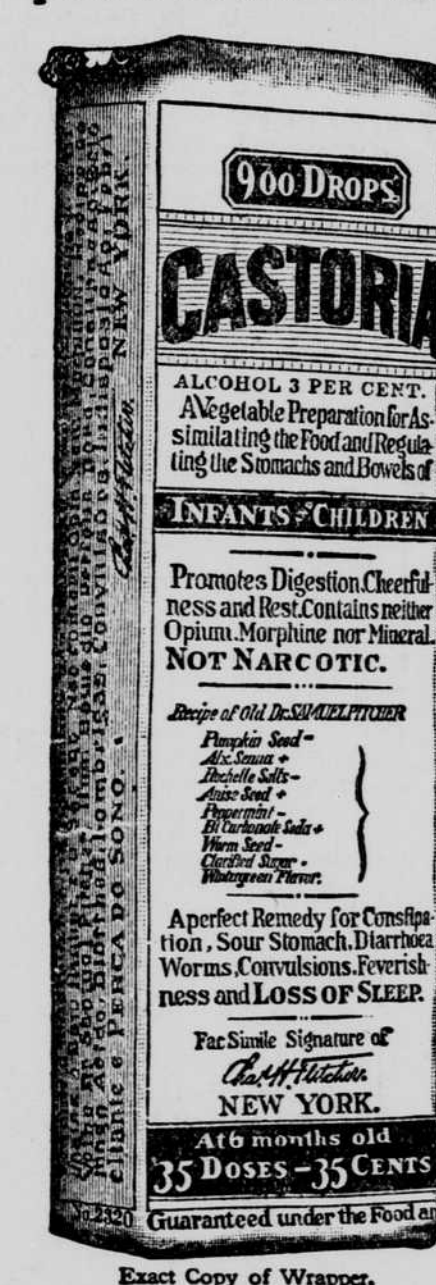 900 DROPS
CASTORIA
ALCOHOL 3 PER CENT.
A Vegetable Preparation for As-
similating the Food and Regula-
ting the Stomachs and Bowels of
INFANTS & CHILDREN
Promotes Digestion,Cheerful-
ness and Rest.Contains neither
Opium,Morphine nor Mineral.
NOT NARCOTIC.
Recipe of Old Dr.SAMUEL PITCHER
Pumpkin Seed -
Alx.Senna +
Rochelle Salts -
Anise Seed +
Peppermint -
Bi Carbonate Soda +
Worm Seed -
Clarified Sugar .
Wintergreen Flavor.
A perfect Remedy for Constipa-
tion, Sour Stomach,Diarrhoea
Worms,Convulsions.Feverish-
ness and LOSS OF SLEEP.
Fac Simile Signature of
Chas. H. Fletcher.
NEW YORK.
At 6 months old
35 DOSES - 35 CENTS
Guaranteed under the Food an
Exact Copy of Wrapper.
Chas. H. Fletcher.
NEW YORK.
PERCA DO SONO.
No.2320